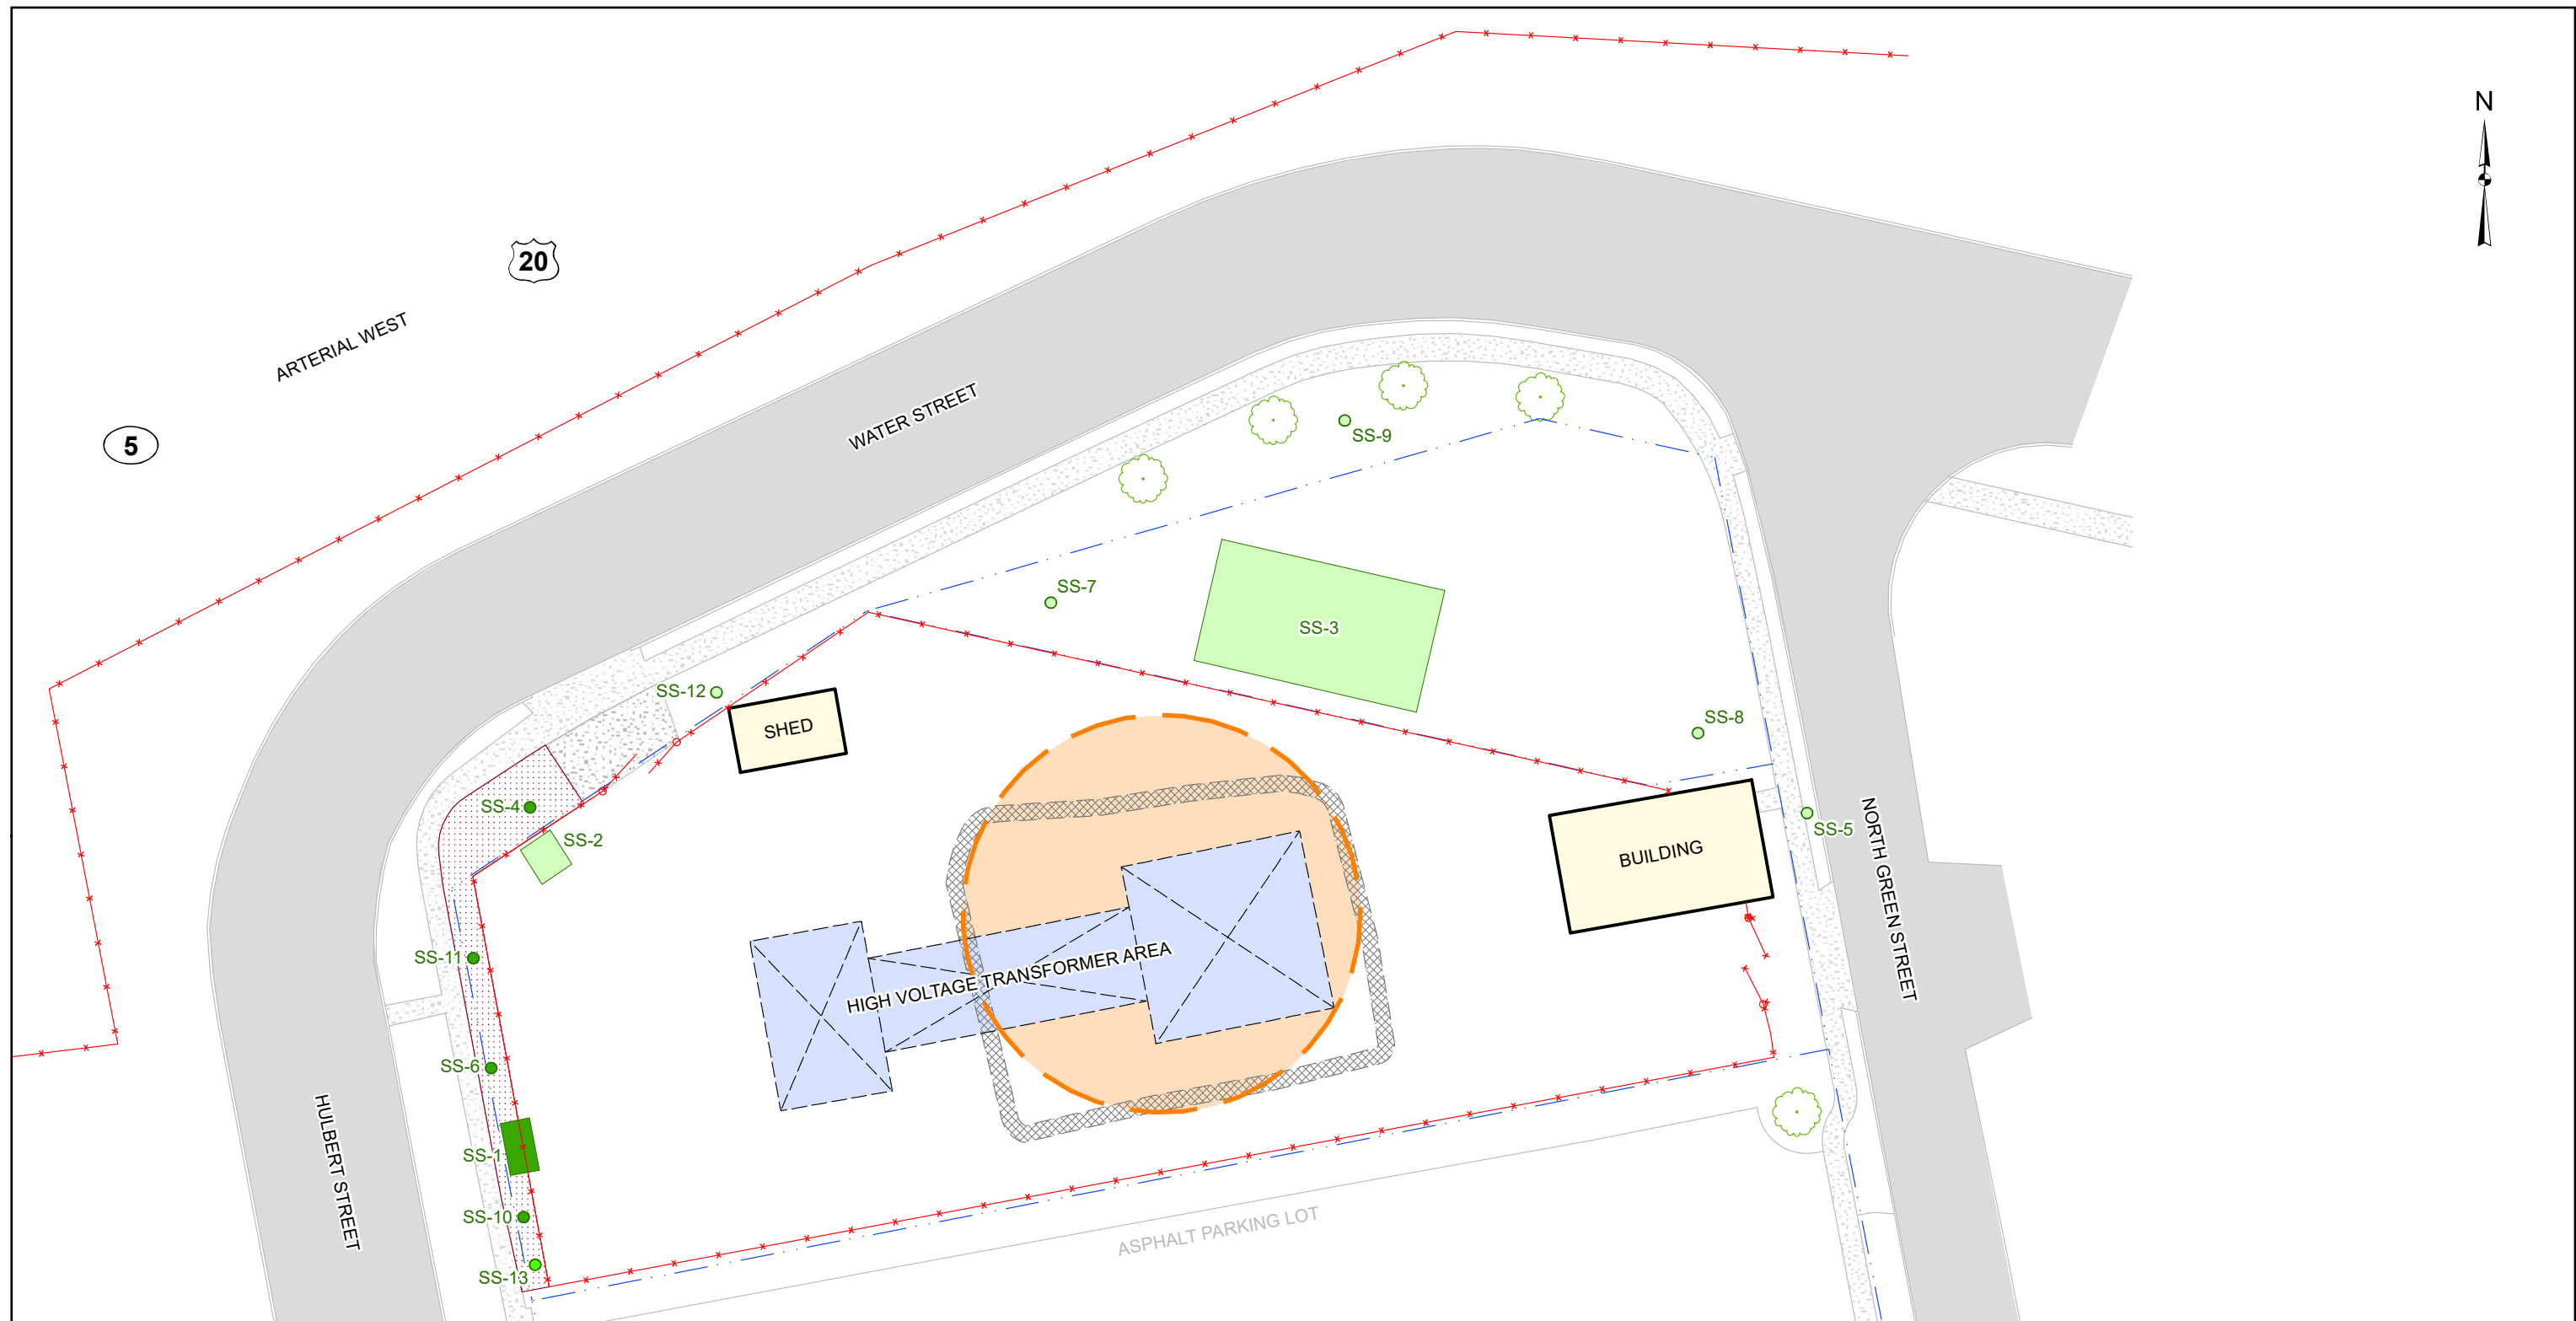 N
20
ARTERIAL WEST
5
WATER STREET
SS-9
SS-7
SS-3
SS-12
SHED
SS-8
SS-4
SS-2
SS-5
BUILDING
NORTH GREEN STREET
SS-11
HIGH VOLTAGE TRANSFORMER AREA
SS-6
HULBERT STREET
SS-1
SS-10
ASPHALT PARKING LOT
SS-13